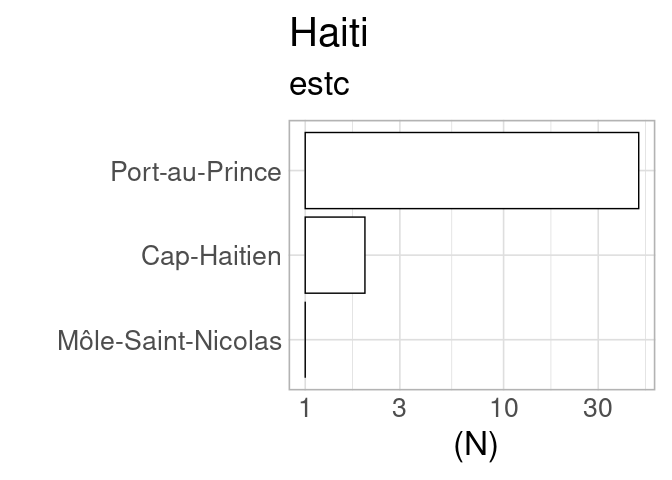 Haiti
estc
Port-au-Prince
Cap-Haitien
Môle-Saint-Nicolas
1 3 10 30
(N)